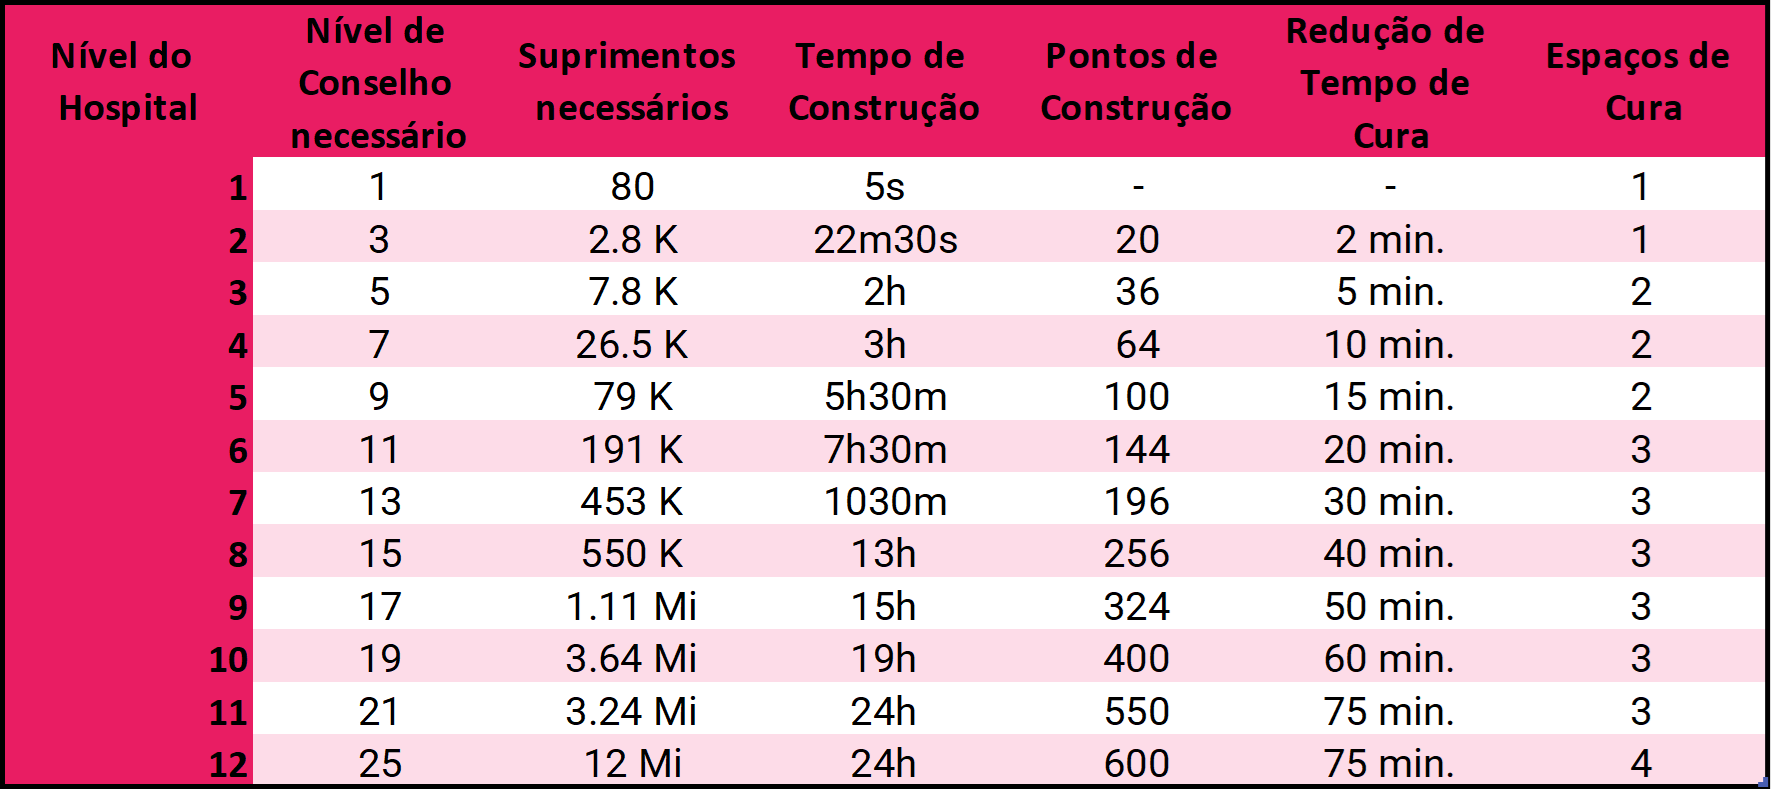 Nível do Hospital Nível de Conselho necessário Suprimentos necessários Tempo de Construção Pontos de Construção Redução de Tempo de Cura Espaços de Cura
1 1 80 5s - - 1
2 3 2.8 K 22m30s 20 2 min. 1
3 5 7.8 K 2h 36 5 min. 2
4 7 26.5 K 3h 64 10 min. 2
5 9 79 K 5h30m 100 15 min. 2
6 11 191 K 7h30m 144 20 min. 3
7 13 453 K 1030m 196 30 min. 3
8 15 550 K 13h 256 40 min. 3
9 17 1.11 Mi 15h 324 50 min. 3
10 19 3.64 Mi 19h 400 60 min. 3
11 21 3.24 Mi 24h 550 75 min. 3
12 25 12 Mi 24h 600 75 min. 4